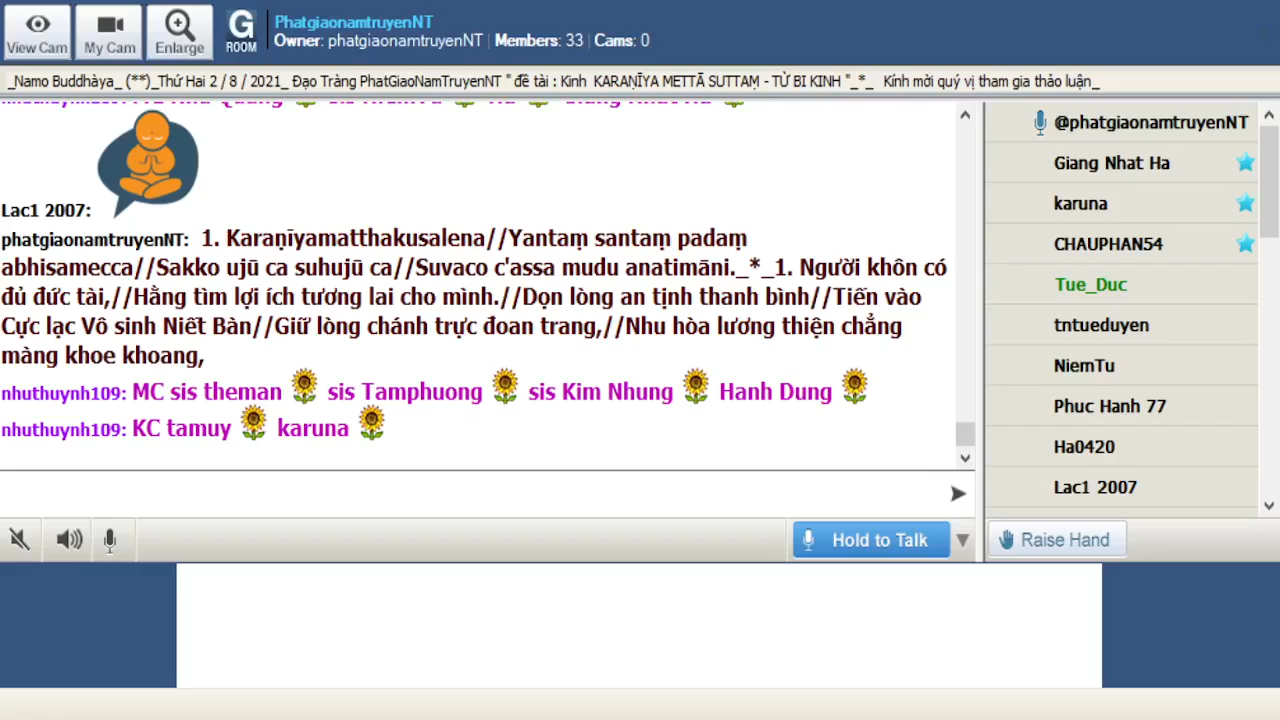 View Cam
My Cam
Enlarge
G
ROOM
PhatgiaonamtruyenNT
Owner: phatgiaonamtruyenNT | Members: 33 | Cams: 0
_Namo Buddhàya_ (**)_Thứ Hai 2 / 8 / 2021_ Đạo Tràng PhatGiaoNamTruyenNT " đề tài : Kinh KARAṆĪYA METTĀ SUTTAṂ - TỪ BI KINH "_*_ Kính mời quý vị tham gia thảo luận_
Lac1 2007:
phatgiaonamtruyenNT: 1. Karaṇīyamatthakusalena//Yantaṃ santaṃ padaṃ
abhisamecca//Sakko ujū ca suhujū ca//Suvaco c'assa mudu anatimāni._*_1. Người khôn có
đủ đức tài,//Hằng tìm lợi ích tương lai cho mình.//Dọn lòng an tịnh thanh bình//Tiến vào
Cực lạc Vô sinh Niết Bàn//Giữ lòng chánh trực đoan trang,//Nhu hòa lương thiện chẳng
màng khoe khoang,
nhuthuynh109: MC sis theman sis Tamphuong sis Kim Nhung Hanh Dung
nhuthuynh109: KC tamuy karuna
Hold to Talk
@phatgiaonamtruyenNT
Giang Nhat Ha
karuna
CHAUPHAN54
Tue_Duc
tntueduyen
NiemTu
Phuc Hanh 77
Ha0420
Lac1 2007
Raise Hand